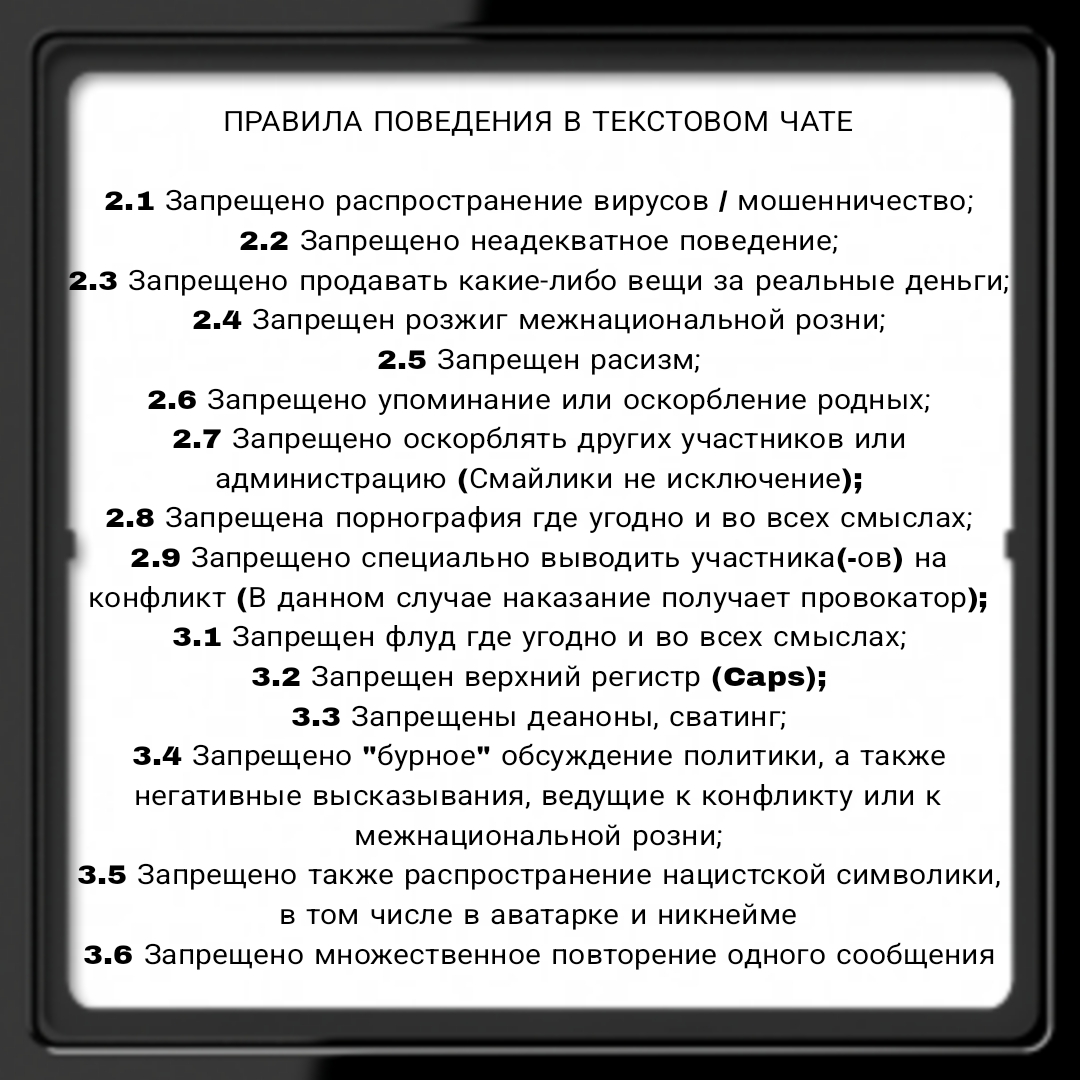 ПРАВИЛА ПОВЕДЕНИЯ В ТЕКСТОВОМ ЧАТЕ
2.1 Запрещено распространение вирусов / мошенничество;
2.2 Запрещено неадекватное поведение;
2.3 Запрещено продавать какие-либо вещи за реальные деньги;
2.4 Запрещен розжиг межнациональной розни;
2.5 Запрещен расизм;
2.6 Запрещено упоминание или оскорбление родных;
2.7 Запрещено оскорблять других участников или
администрацию (Смайлики не исключение);
2.8 Запрещена порнография где угодно и во всех смыслах;
2.9 Запрещено специально выводить участника(-ов) на
конфликт (В данном случае наказание получает провокатор);
3.1 Запрещен флуд где угодно и во всех смыслах;
3.2 Запрещен верхний регистр (Caps);
3.3 Запрещены деаноны, сватинг;
3.4 Запрещено "бурное" обсуждение политики, а также
негативные высказывания, ведущие к конфликту или к
межнациональной розни;
3.5 Запрещено также распространение нацистской символики,
в том числе в аватарке и никнейме
3.6 Запрещено множественное повторение одного сообщения